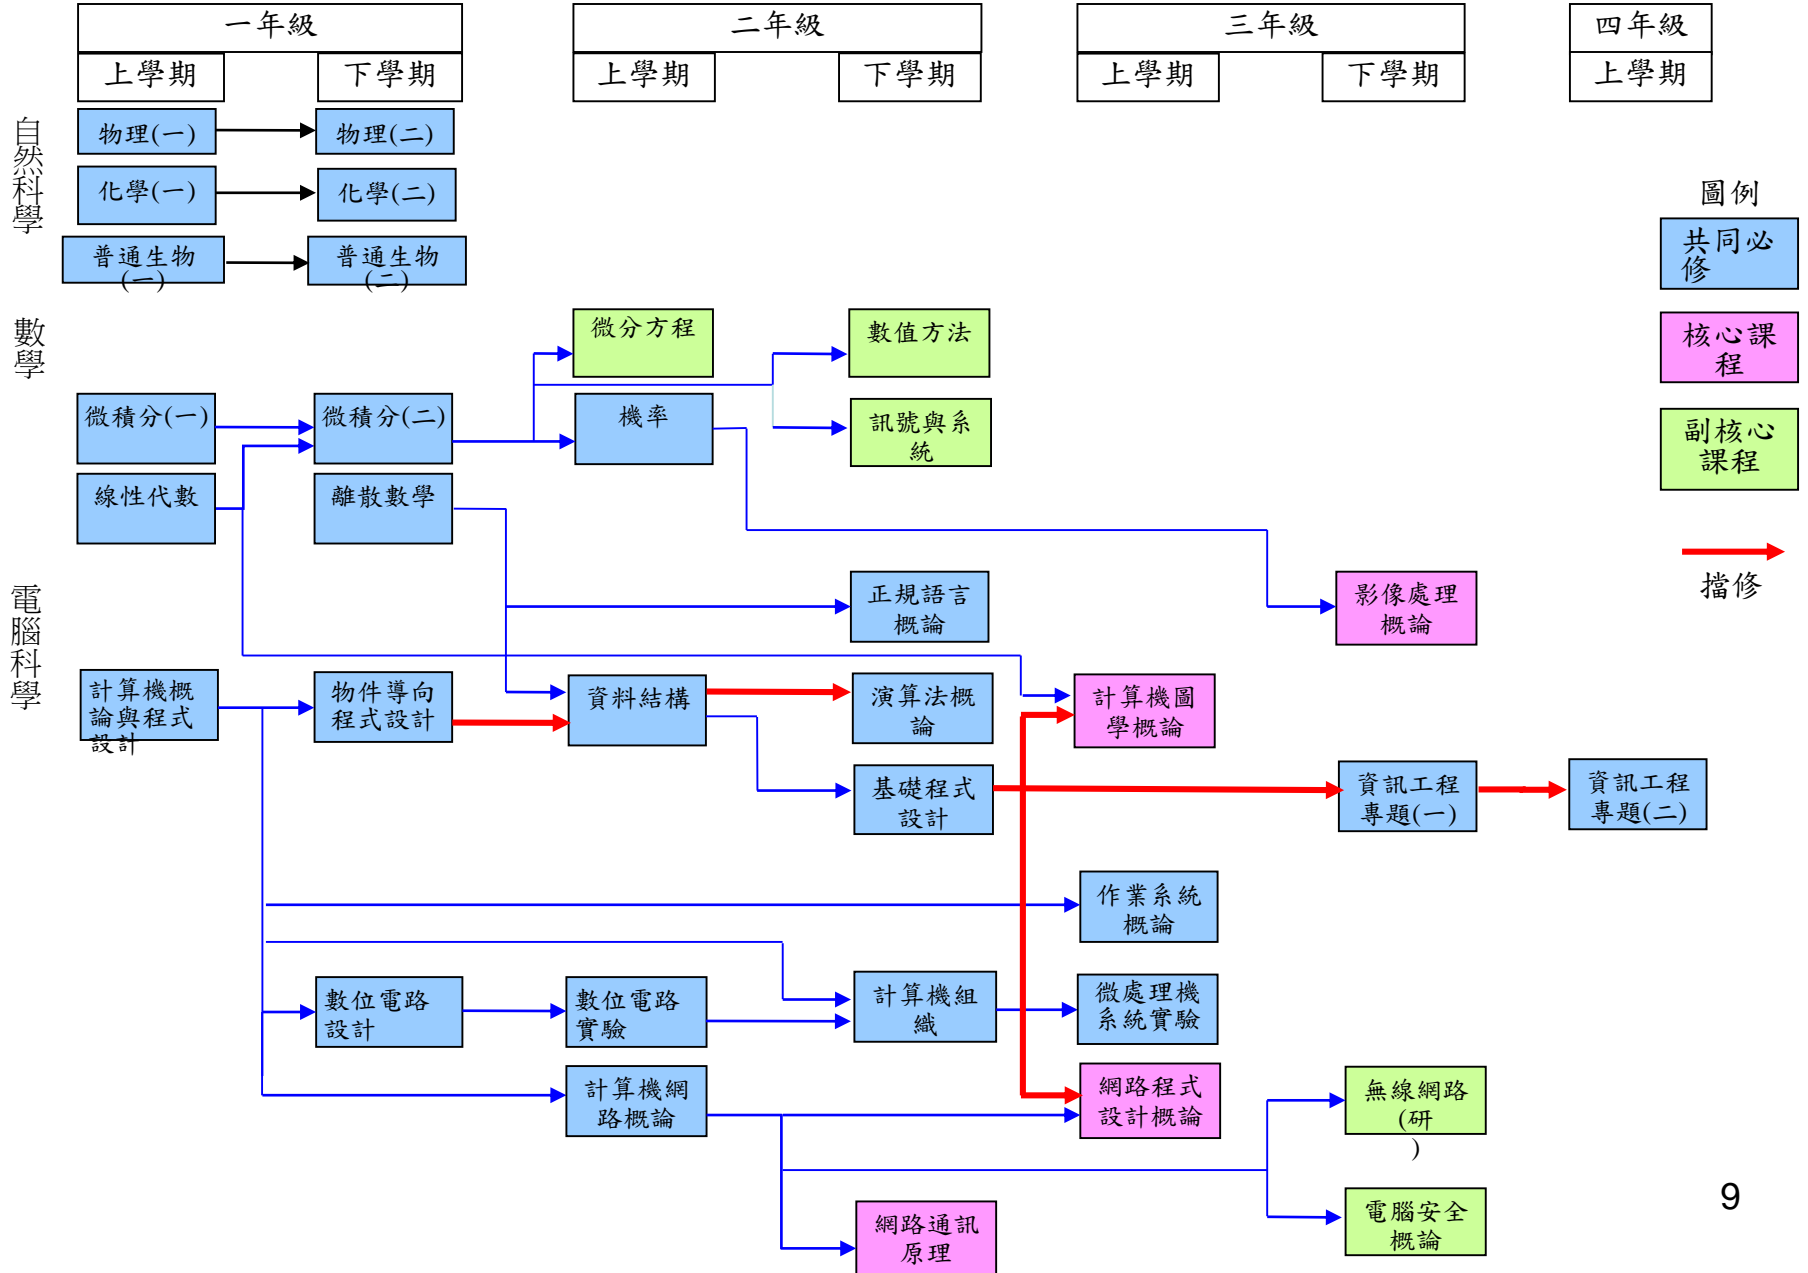 一年級
二年級
三年級
四年級
上學期
下學期
上學期
下學期
上學期
下學期
上學期
自然科學
物理(一)
物理(二)
化學(一)
化學(二)
普通生物
(一)
普通生物
(二)
圖例
共同必
修
核心課
程
副核心
課程
擋修
數學
微分方程
數值方法
微積分(一)
微積分(二)
機率
訊號與系
統
線性代數
離散數學
電腦科學
正規語言
概論
影像處理
概論
計算機概
論與程式
設計
物件導向
程式設計
資料結構
演算法概
論
計算機圖
學概論
基礎程式
設計
資訊工程
專題(一)
資訊工程
專題(二)
作業系統
概論
數位電路
設計
數位電路
實驗
計算機組
織
微處理機
系統實驗
計算機網
路概論
網路程式
設計概論
無線網路
(研
)
網路通訊
原理
電腦安全
概論
9